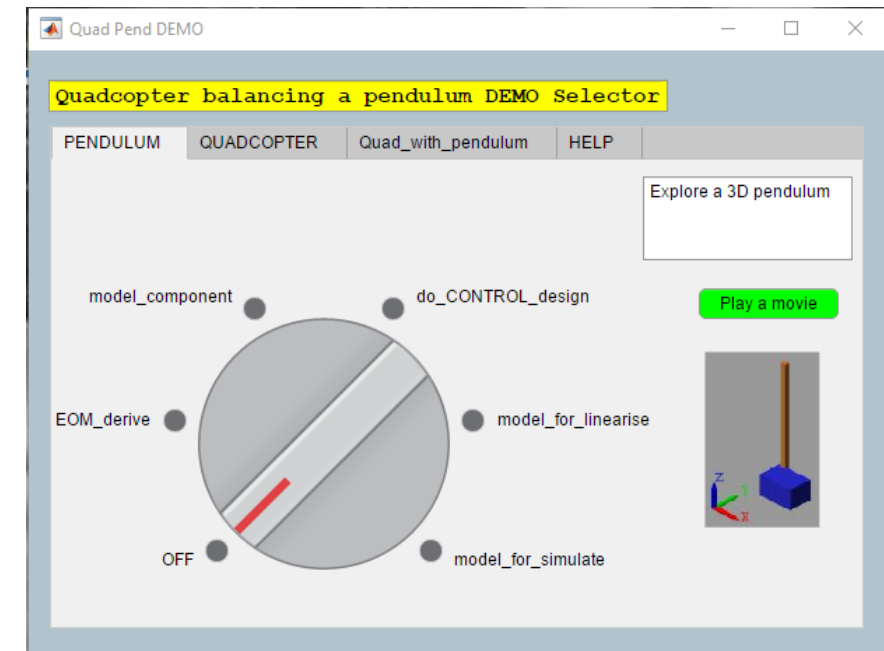 Quad Pend DEMO
Quadcopter balancing a pendulum DEMO Selector
PENDULUM QUADCOPTER Quad_with_pendulum HELP
Explore a 3D pendulum
model_component do_CONTROL_design
Play a movie
EOM_derive model_for_linearise
OFF model_for_simulate
Z Y X